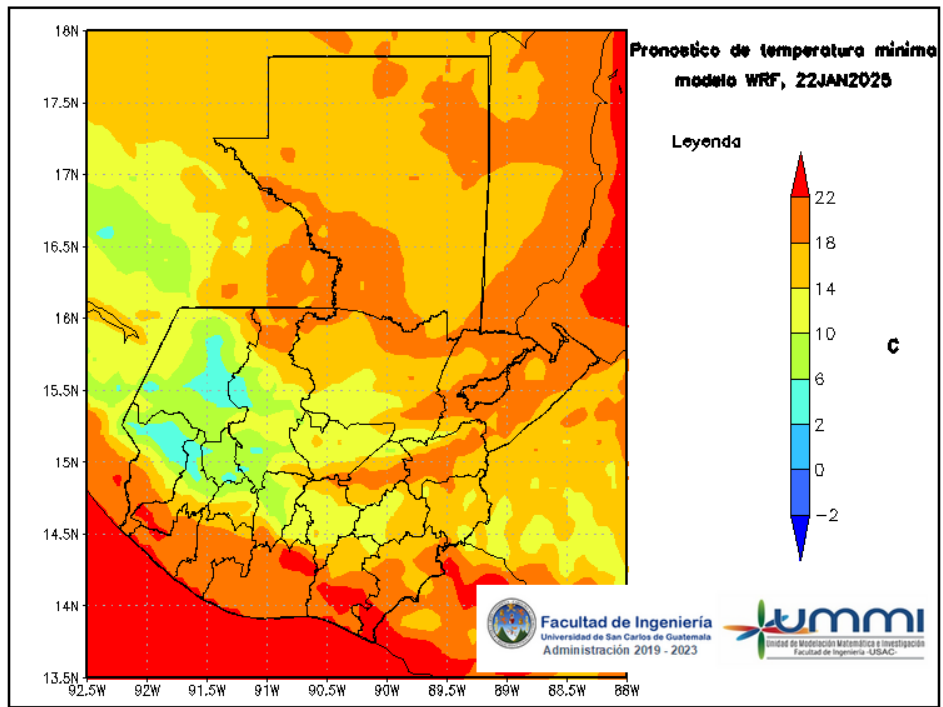 Pronostico de temperatura minima
modelo WRF, 22JAN2025
Leyenda
22
18
14
10
6
2
0
-2
C
18N
17.5N
17N
16.5N
16N
15.5N
15N
14.5N
14N
13.5N
92.5W
92W
91.5W
91W
90.5W
90W
89.5W
89W
88.5W
88W
Facultad de Ingeniería
Universidad de San Carlos de Guatemala
Administración 2019 - 2023
ummi
Unidad de Modelación Matemática e Investigación
Facultad de Ingeniería -USAC-